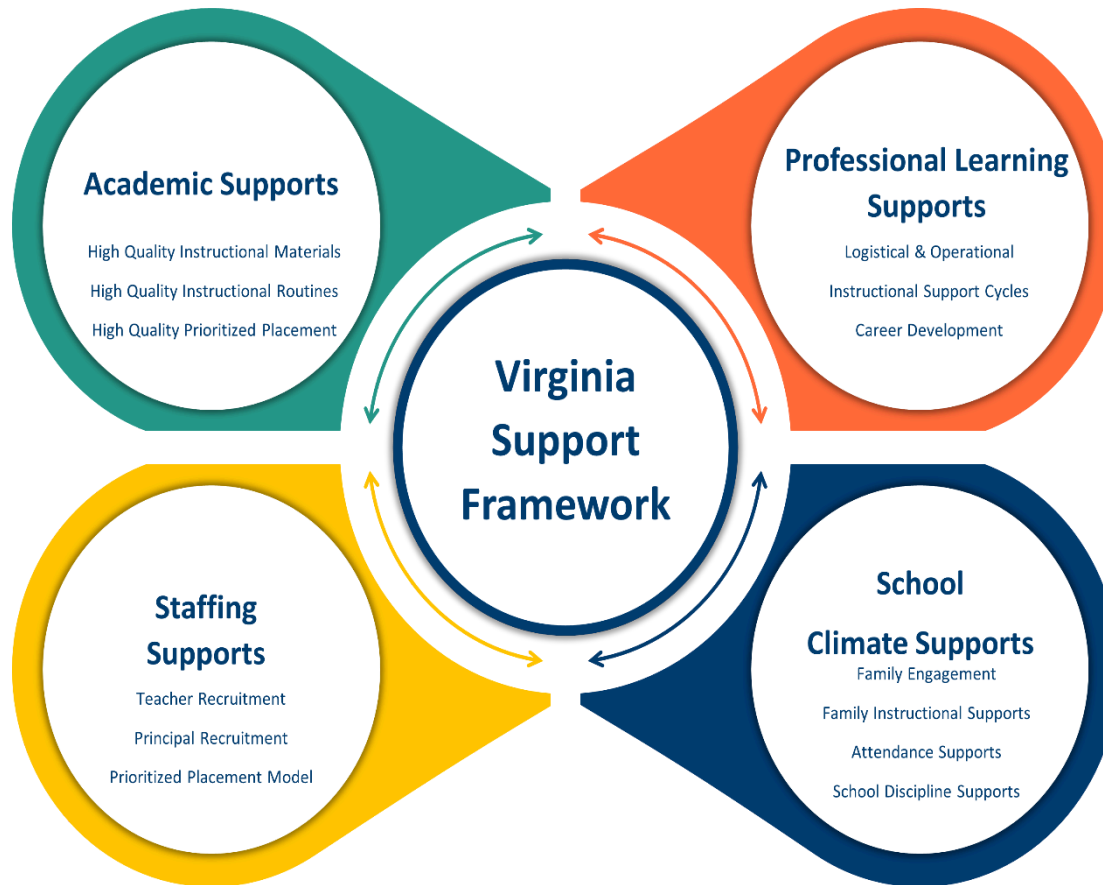 Academic Supports
High Quality Instructional Materials
High Quality Instructional Routines
High Quality Prioritized Placement
Professional Learning
Supports
Logistical & Operational
Instructional Support Cycles
Career Development
Virginia
Support
Framework
Staffing
Supports
Teacher Recruitment
Principal Recruitment
Prioritized Placement Model
School
Climate Supports
Family Engagement
Family Instructional Supports
Attendance Supports
School Discipline Supports